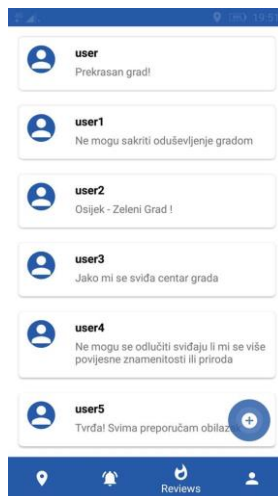 19:51
user
Prekrasan grad!
user1
Ne mogu sakriti oduševljenje gradom
user2
Osijek - Zeleni Grad !
user3
Jako mi se sviđa centar grada
user4
Ne mogu se odlučiti sviđaju li mi se više
povijesne znamenitosti ili priroda
user5
Tvrđa! Svima preporučam
Reviews